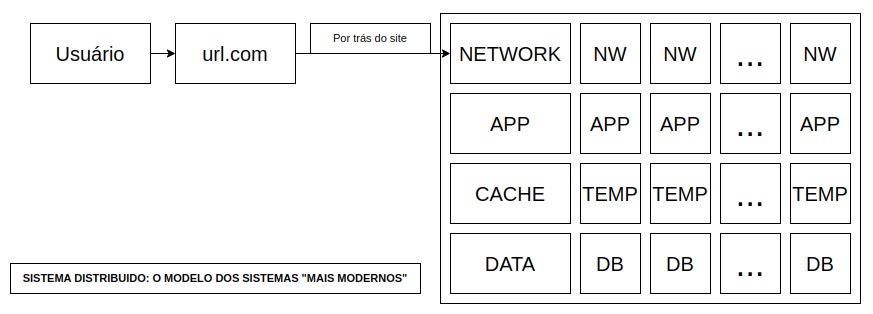 Usuário
url.com
Por trás do site
NETWORK NW NW ... NW
APP APP APP ... APP
CACHE TEMP TEMP ... TEMP
DATA DB DB ... DB
SISTEMA DISTRIBUIDO: O MODELO DOS SISTEMAS "MAIS MODERNOS"